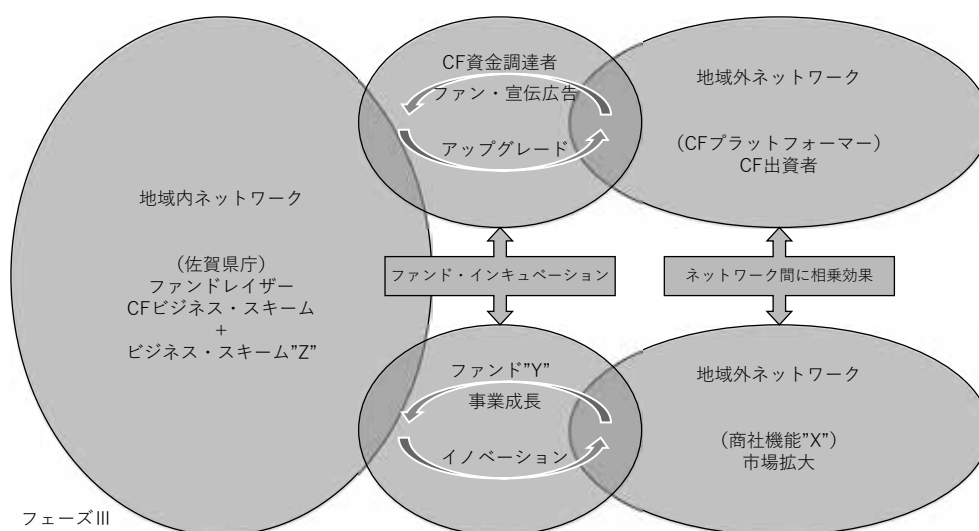 CF資金調達者
ファン・宣伝広告
アップグレード
地域外ネットワーク
（CFプラットフォーマー）
CF出資者
地域内ネットワーク
（佐賀県庁）
ファンドレイザー
CFビジネス・スキーム
+
ビジネス・スキーム”Z”
ファンド・インキュベーション
ネットワーク間に相乗効果
ファンド”Y”
事業成長
イノベーション
地域外ネットワーク
（商社機能”X”）
市場拡大
フェーズⅢ